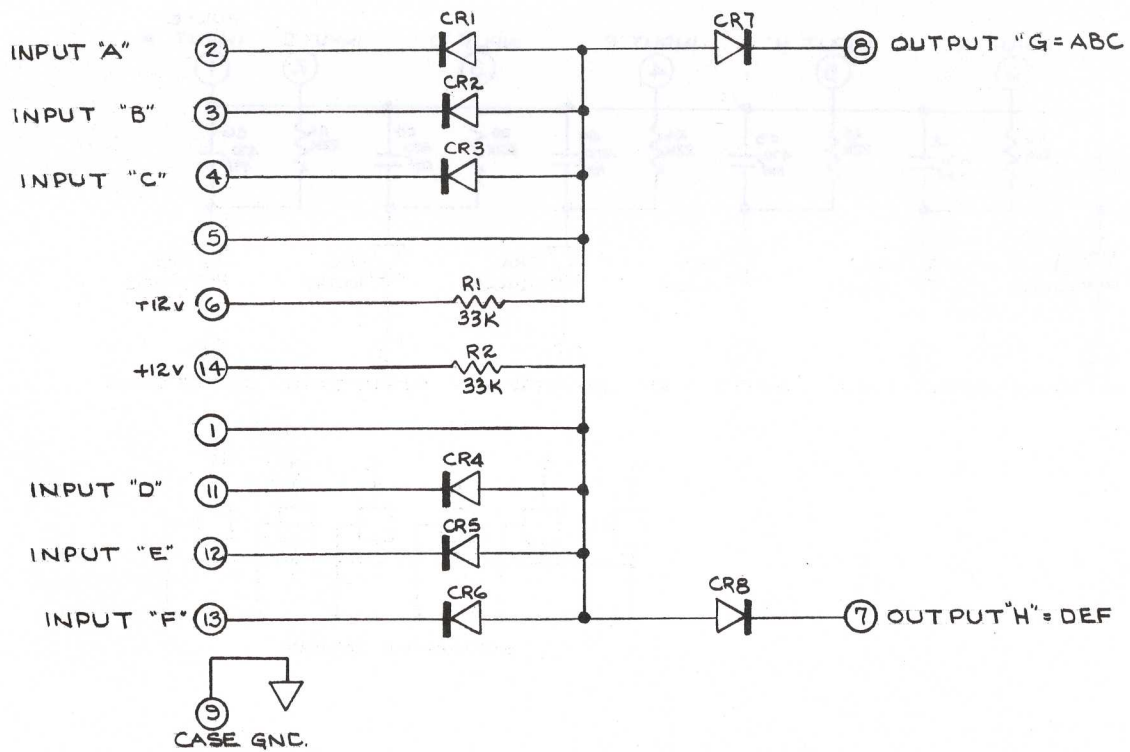 CR1
CR7
INPUT "A" 2
8 OUTPUT "G = ABC
CR2
INPUT "B" 3
CR3
INPUT "C" 4
5
R1
+12V 6
33K
R2
+12V 14
33K
1
CR4
INPUT "D" 11
CR5
INPUT "E" 12
CR6
CR8
INPUT "F" 13
7 OUTPUT "H" = DEF
9
CASE GND.